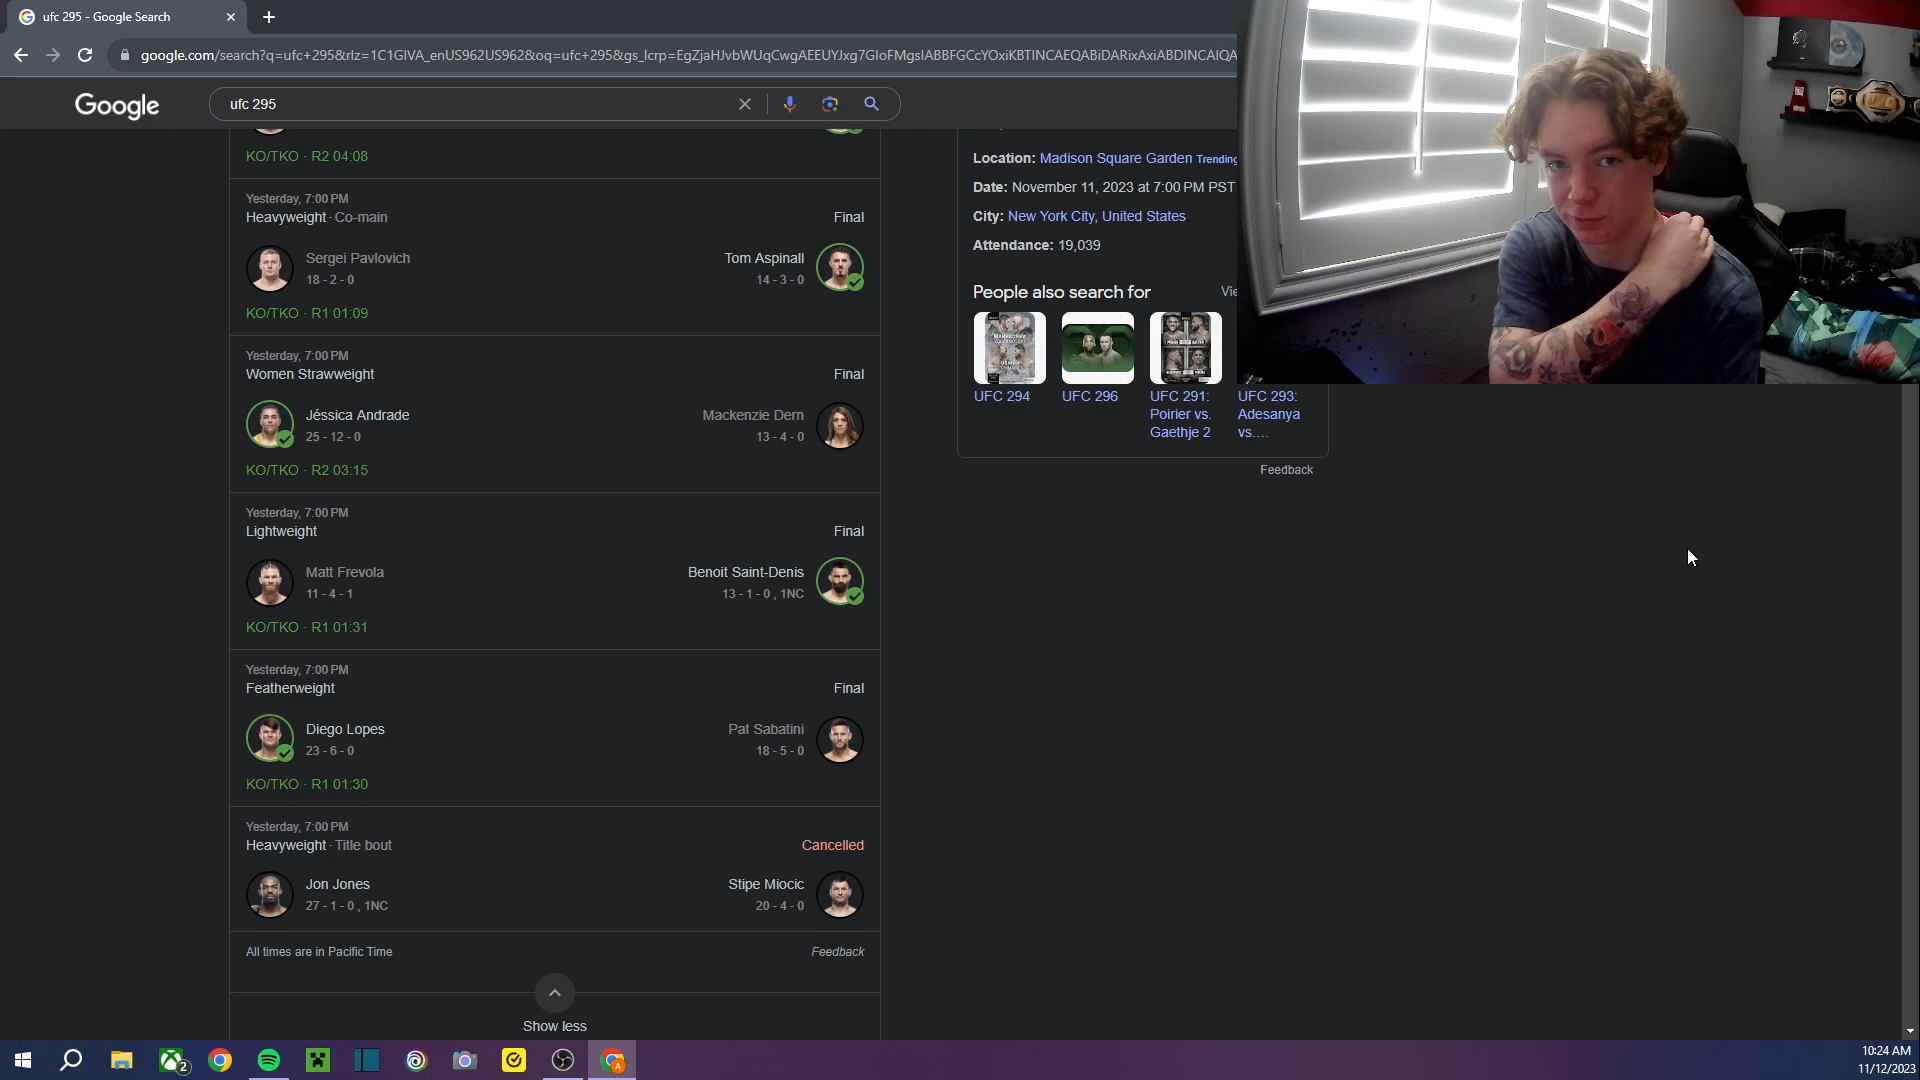 ufc 295 - Google Search
google.com/search?q=ufc+295&rlz=1C1GIVA_enUS962US962&oq=ufc+295&gs_lcrp=EgZjaHJvbWUqCwgAEEUYJxg7GIoFMgsIABBFGCcYOxiKBTINCAEQABiDARixAxiABDINCAIQA
Google
ufc 295
KO/TKO · R2 04:08
Yesterday, 7:00 PM
Heavyweight · Co-main Final
Sergei Pavlovich Tom Aspinall
18 - 2 - 0 14 - 3 - 0
KO/TKO · R1 01:09
Yesterday, 7:00 PM
Women Strawweight Final
Jéssica Andrade Mackenzie Dern
25 - 12 - 0 13 - 4 - 0
KO/TKO · R2 03:15
Yesterday, 7:00 PM
Lightweight Final
Matt Frevola Benoit Saint-Denis
11 - 4 - 1 13 - 1 - 0 , 1NC
KO/TKO · R1 01:31
Yesterday, 7:00 PM
Featherweight Final
Diego Lopes Pat Sabatini
23 - 6 - 0 18 - 5 - 0
KO/TKO · R1 01:30
Yesterday, 7:00 PM
Heavyweight · Title bout Cancelled
Jon Jones Stipe Miocic
27 - 1 - 0 , 1NC 20 - 4 - 0
All times are in Pacific Time Feedback
Show less
Location: Madison Square Garden Trending
Date: November 11, 2023 at 7:00 PM PST
City: New York City, United States
Attendance: 19,039
People also search for Vie
UFC 294
UFC 296
UFC 291:
Poirier vs.
Gaethje 2
UFC 293:
Adesanya
vs....
Feedback
UFC
2
A
10:24 AM
11/12/2023